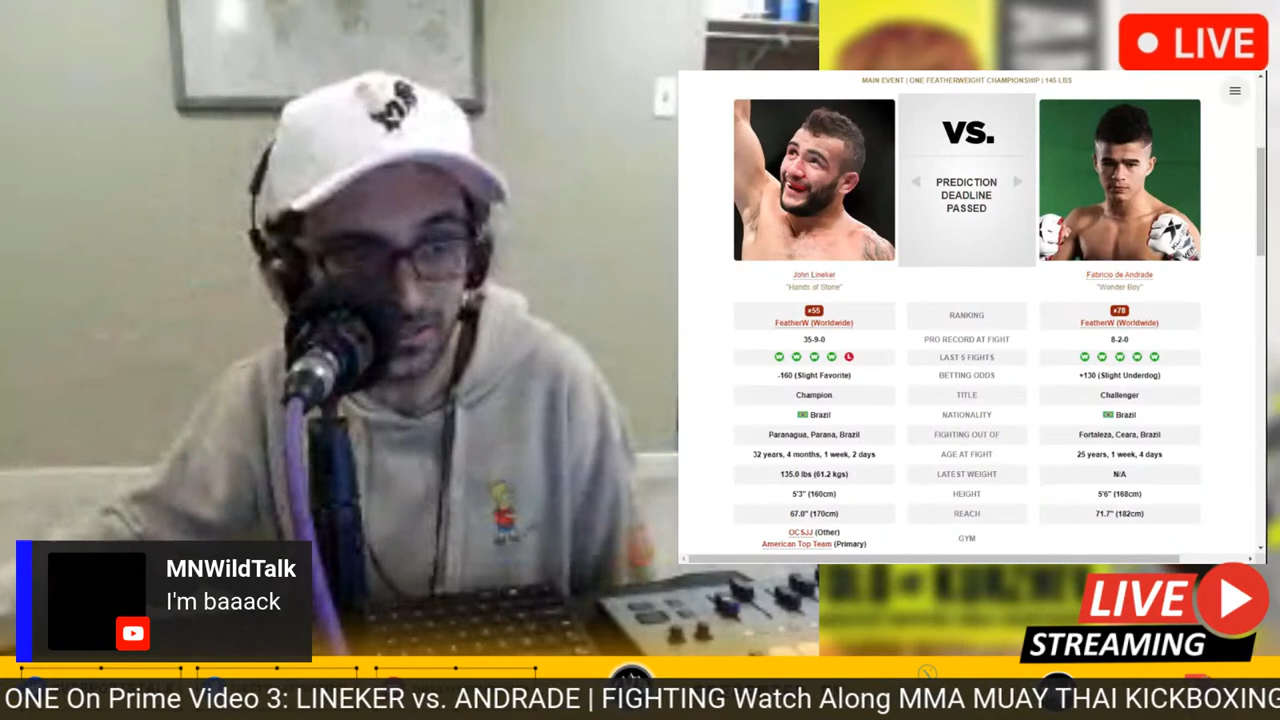 LIVE
MAIN EVENT | ONE FEATHERWEIGHT CHAMPIONSHIP | 145 LBS
VS.
PREDICTION
DEADLINE
PASSED
John Lineker
"Hands of Stone"
Fabricio de Andrade
"Wonder Boy"
#55
FeatherW (Worldwide)
RANKING
#78
FeatherW (Worldwide)
35-9-0 PRO RECORD AT FIGHT 8-2-0
W W W W L LAST 5 FIGHTS W W W W W
-160 (Slight Favorite) BETTING ODDS +130 (Slight Underdog)
Champion TITLE Challenger
Brazil NATIONALITY Brazil
Paranagua, Parana, Brazil FIGHTING OUT OF Fortaleza, Ceara, Brazil
32 years, 4 months, 1 week, 2 days AGE AT FIGHT 25 years, 1 week, 4 days
135.0 lbs (61.2 kgs) LATEST WEIGHT N/A
5'3" (160cm) HEIGHT 5'6" (168cm)
67.0" (170cm) REACH 71.7" (182cm)
OCSJJ (Other)
American Top Team (Primary)
GYM
MNWildTalk
I'm baaack
LIVE
STREAMING
ONE On Prime Video 3: LINEKER vs. ANDRADE | FIGHTING Watch Along MMA MUAY THAI KICKBOXING